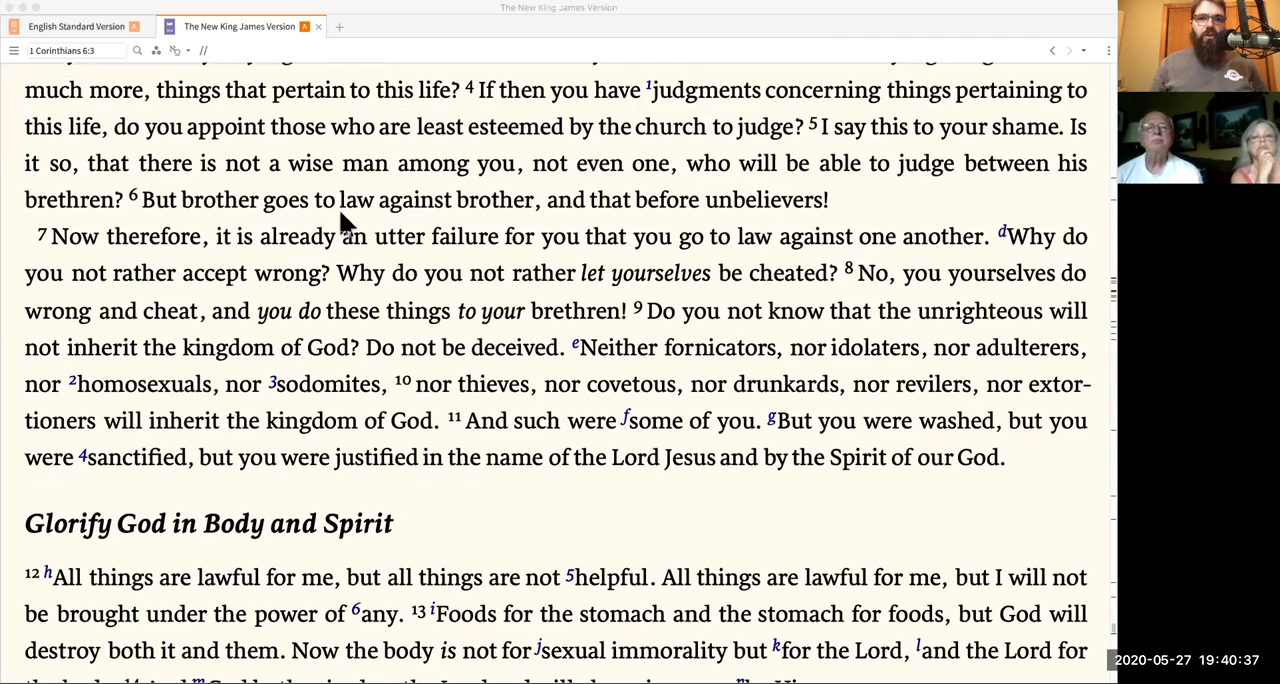 The New King James Version
English Standard Version A
The New King James Version A
1 Corinthians 6:3
much more, things that pertain to this life? 4 If then you have 1judgments concerning things pertaining to
this life, do you appoint those who are least esteemed by the church to judge? 5 I say this to your shame. Is
it so, that there is not a wise man among you, not even one, who will be able to judge between his
brethren? 6 But brother goes to law against brother, and that before unbelievers!
7 Now therefore, it is already an utter failure for you that you go to law against one another. dWhy do
you not rather accept wrong? Why do you not rather let yourselves be cheated? 8 No, you yourselves do
wrong and cheat, and you do these things to your brethren! 9 Do you not know that the unrighteous will
not inherit the kingdom of God? Do not be deceived. eNeither fornicators, nor idolaters, nor adulterers,
nor 2homosexuals, nor 3sodomites, 10 nor thieves, nor covetous, nor drunkards, nor revilers, nor extor-
tioners will inherit the kingdom of God. 11 And such were fsome of you. gBut you were washed, but you
were 4sanctified, but you were justified in the name of the Lord Jesus and by the Spirit of our God.
Glorify God in Body and Spirit
12 hAll things are lawful for me, but all things are not 5helpful. All things are lawful for me, but I will not
be brought under the power of 6any. 13 iFoods for the stomach and the stomach for foods, but God will
destroy both it and them. Now the body is not for jsexual immorality but kfor the Lord, land the Lord for
2020-05-27 19:40:37